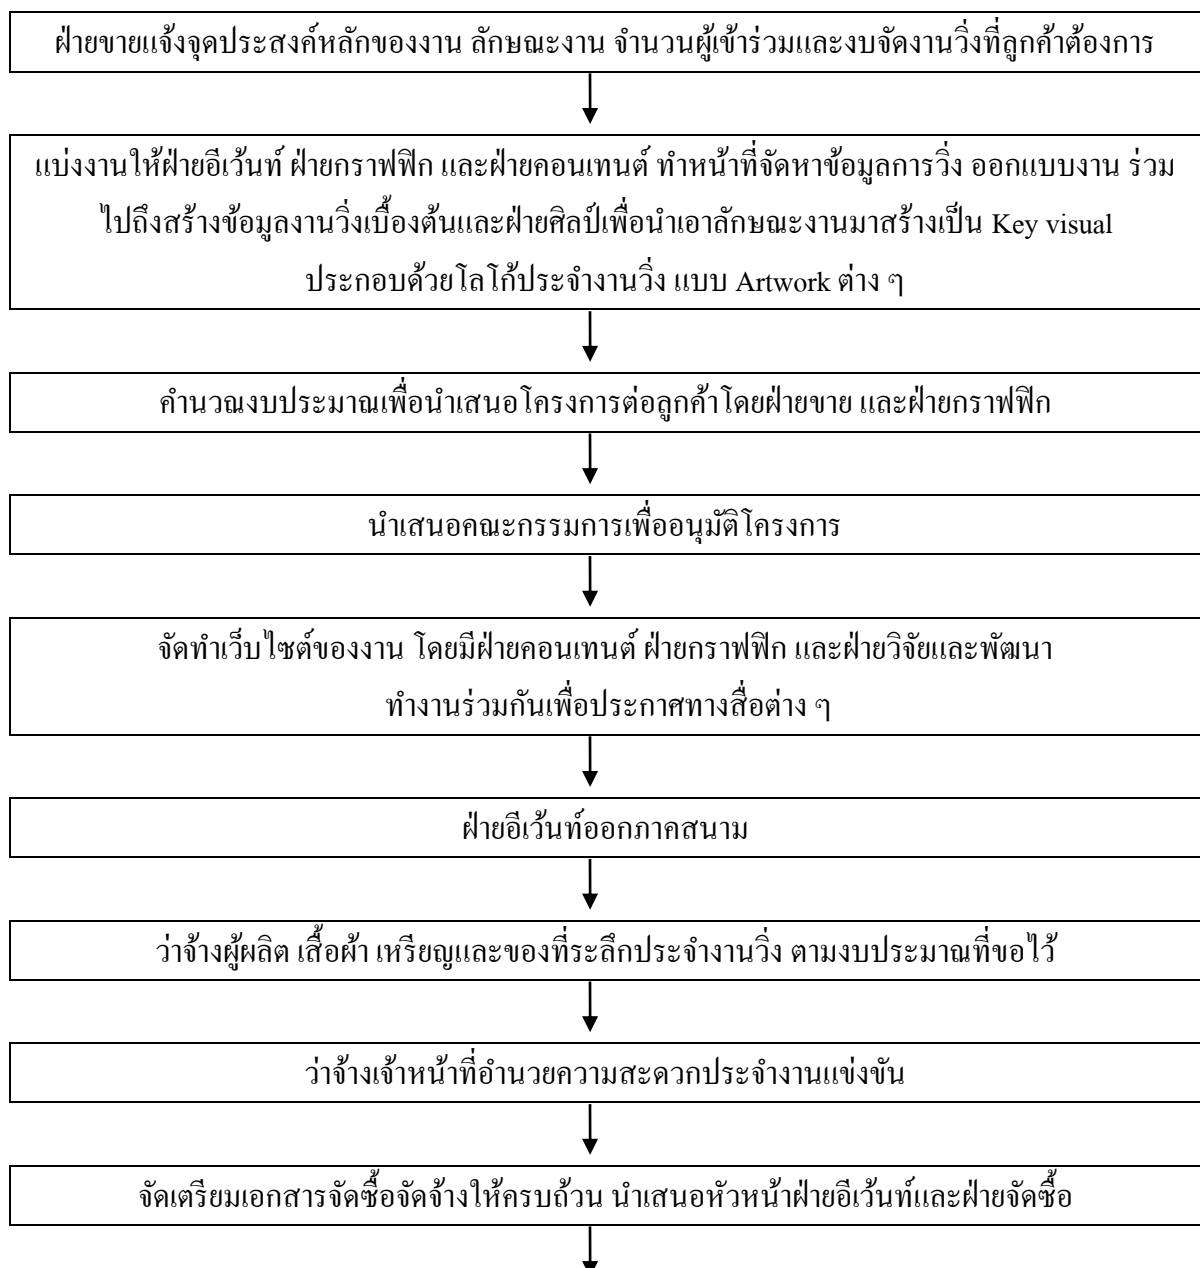 ฝ่ายขายแจ้งจุดประสงค์หลักของงาน ลักษณะงาน จำนวนผู้เข้าร่วมและงบจัดงานวิ่งที่ลูกค้าต้องการ
แบ่งงานให้ฝ่ายอีเว้นท์ ฝ่ายกราฟฟิก และฝ่ายคอนเทนต์ ทำหน้าที่จัดหาข้อมูลการวิ่ง ออกแบบงาน ร่วม
ไปถึงสร้างข้อมูลงานวิ่งเบื้องต้นและฝ่ายศิลป์เพื่อนำเอาลักษณะงานมาสร้างเป็น Key visual
ประกอบด้วยโลโก้ประจำงานวิ่ง แบบ Artwork ต่าง ๆ
คำนวณงบประมาณเพื่อนำเสนอโครงการต่อลูกค้าโดยฝ่ายขาย และฝ่ายกราฟฟิก
นำเสนอคณะกรรมการเพื่ออนุมัติโครงการ
จัดทำเว็บไซต์ของงาน โดยมีฝ่ายคอนเทนต์ ฝ่ายกราฟฟิก และฝ่ายวิจัยและพัฒนา
ทำงานร่วมกันเพื่อประกาศทางสื่อต่าง ๆ
ฝ่ายอีเว้นท์ออกภาคสนาม
ว่าจ้างผู้ผลิต เสื้อผ้า เหรียญและของที่ระลึกประจำงานวิ่ง ตามงบประมาณที่ขอไว้
ว่าจ้างเจ้าหน้าที่อำนวยความสะดวกประจำงานแข่งขัน
จัดเตรียมเอกสารจัดซื้อจัดจ้างให้ครบถ้วน นำเสนอหัวหน้าฝ่ายอีเว้นท์และฝ่ายจัดซื้อ